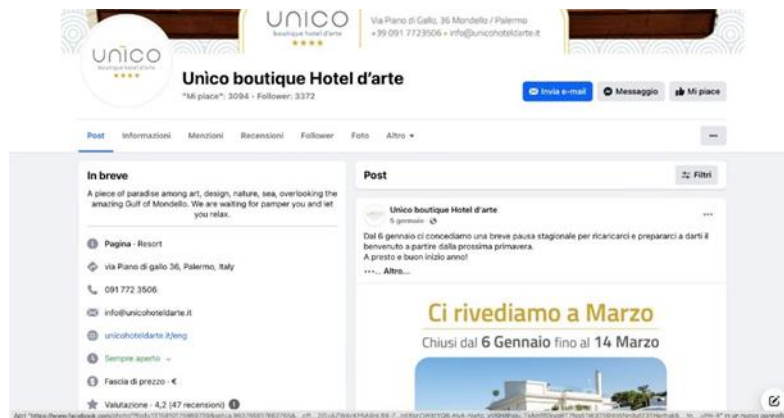 UNICO
boutique hotel d'arte
Via Piano di Gallo, 36 Mondello / Palermo
+39 091 7723506 • info@unicohoteldarte.it
UNICO
boutique hotel d'arte
Unico boutique Hotel d'arte
"Mi piace": 3094 • Follower: 3372
Invia e-mail
Messaggio
Mi piace
Post
Informazioni
Menzioni
Recensioni
Follower
Foto
Altro
In breve
A piece of paradise among art, design, nature, sea, overlooking the
amazing Gulf of Mondello. We are waiting for pamper you and let
you relax.
Pagina · Resort
via Piano di gallo 36, Palermo, Italy
091 772 3506
info@unicohoteldarte.it
unicohoteldarte.it/eng
Sempre aperto
Fascia di prezzo · €
Valutazione · 4,2 (47 recensioni)
Post
Filtri
Unico boutique Hotel d'arte
5 gennaio
Dal 6 gennaio ci concediamo una breve pausa stagionale per ricaricarci e prepararci a darti il
benvenuto a partire dalla prossima primavera.
A presto e buon inizio anno!
---... Altro...
Ci rivediamo a Marzo
Chiusi dal 6 Gennaio fino al 14 Marzo